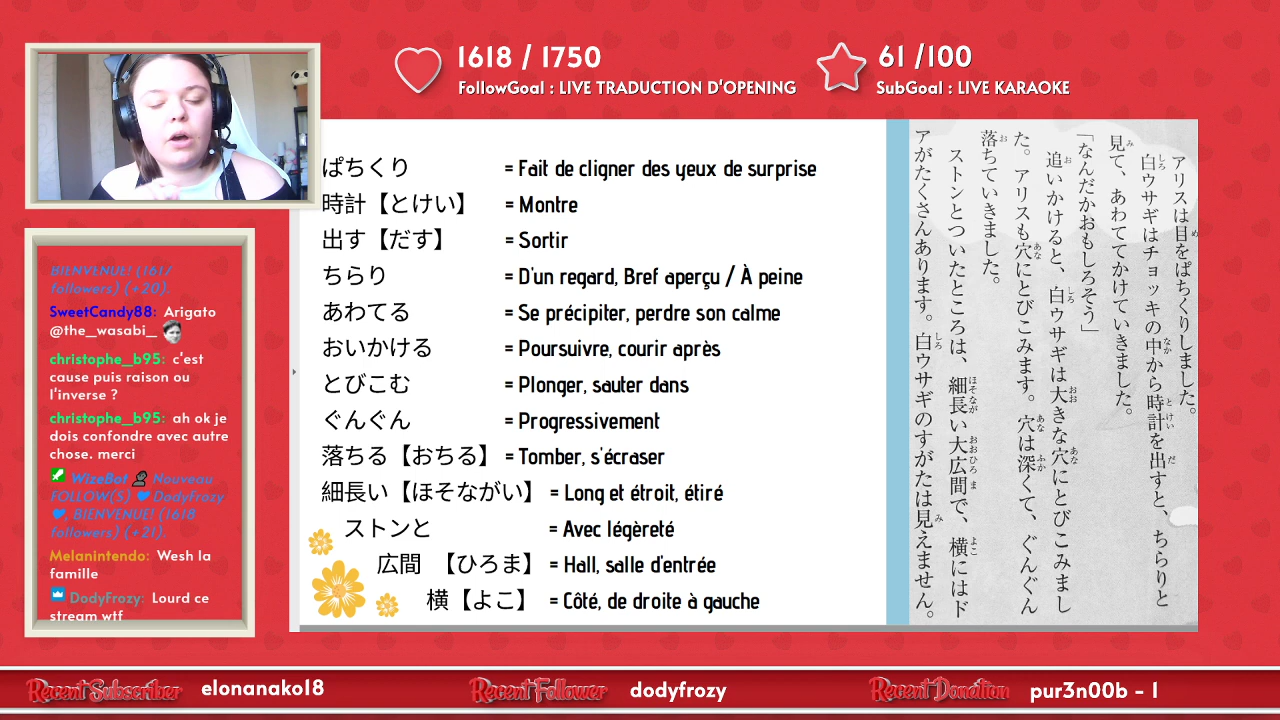 1618 / 1750
FollowGoal : LIVE TRADUCTION D'OPENING
61 /100
SubGoal : LIVE KARAOKE
BIENVENUE! (1617
followers) (+20).
SweetCandy88: Arigato
@the_wasabi_
christophe_b95: c'est
cause puis raison ou
l'inverse ?
christophe_b95: ah ok je
dois confondre avec autre
chose. merci
WizeBot Nouveau
FOLLOW(S) DodyFrozy
, BIENVENUE! (1618
followers) (+21).
Melanintendo: Wesh la
famille
DodyFrozy: Lourd ce
stream wtf
ぱちくり = Fait de cligner des yeux de surprise
時計【とけい】 = Montre
出す【だす】 = Sortir
ちらり = D'un regard, Bref aperçu / À peine
あわてる = Se précipiter, perdre son calme
おいかける = Poursuivre, courir après
とびこむ = Plonger, sauter dans
ぐんぐん = Progressivement
落ちる【おちる】 = Tomber, s'écraser
細長い【ほそながい】 = Long et étroit, étiré
ストンと = Avec légèreté
広間 【ひろま】 = Hall, salle d'entrée
横【よこ】 = Côté, de droite à gauche
アリスは目をぱちくりしました。
白ウサギはチョッキの中から時計を出すと、ちらりと
見て、あわててかけていきました。
「なんだかおもしろそう」
追いかけると、白ウサギは大きな穴にとびこみまし
た。アリスも穴にとびこみます。穴は深くて、ぐんぐん
落ちていきました。
ストンとついたところは、細長い大広間で、横にはド
アがたくさんあります。白ウサギのすがたは見えません。
Recent Subscriber elonanako18
Recent Follower dodyfrozy
Recent Donation pur3n00b - 1